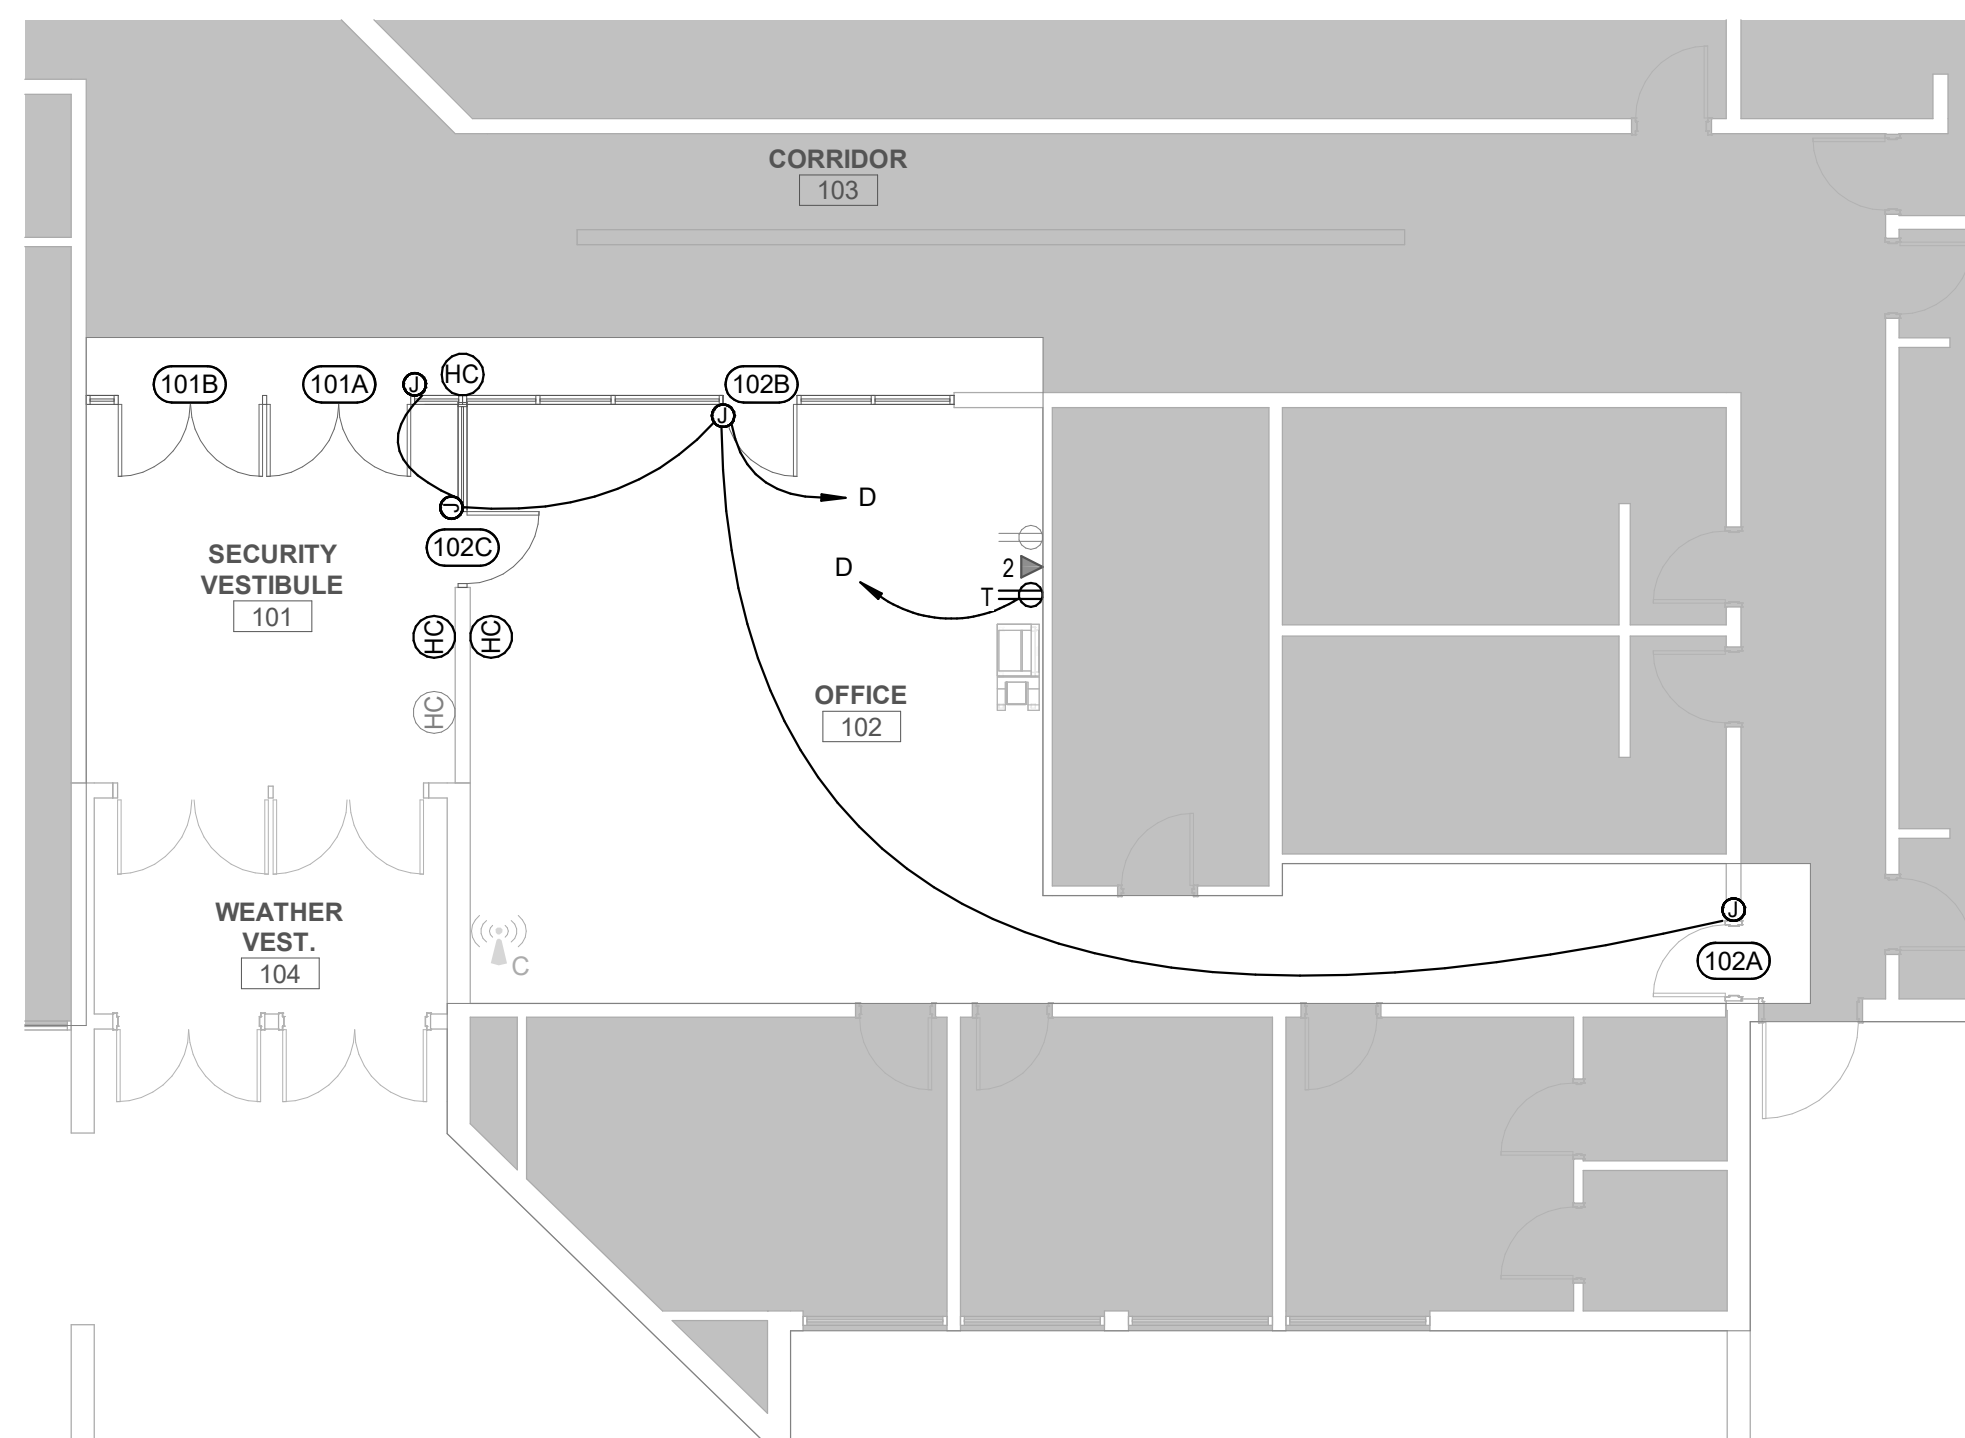 CORRIDOR
103
101B
101A
J
HC
102B
J
D
J
102C
SECURITY
VESTIBULE
101
D
2
T
HC
HC
HC
OFFICE
102
WEATHER
VEST.
104
C
J
102A